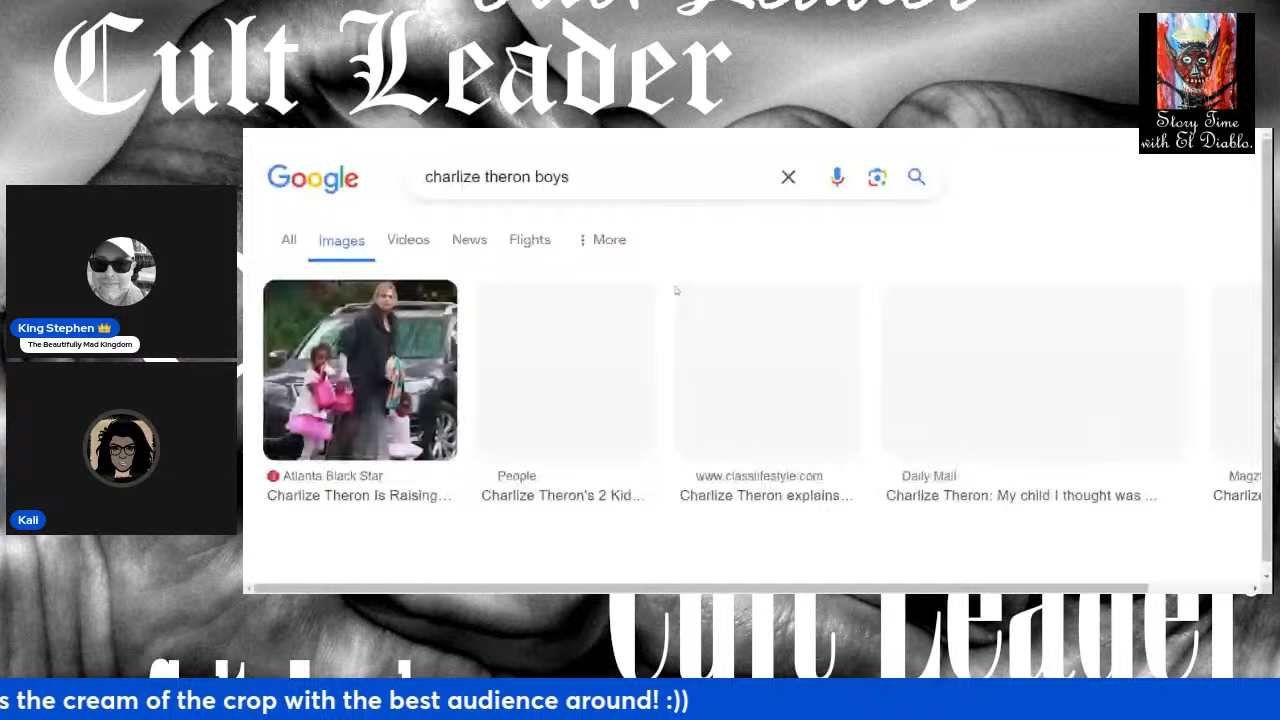 Cult Leader
Story Time
with El Diablo.
Google
charlize theron boys
All
Images
Videos
News
Flights
More
King Stephen 👑
The Beautifully Mad Kingdom
Kali
Atlanta Black Star
Charlize Theron Is Raising...
People
Charlize Theron's 2 Kid...
www.classlifestyle.com
Charlize Theron explains...
Daily Mail
Charlize Theron: My child I thought was ...
Cult Leader
s the cream of the crop with the best audience around! :))